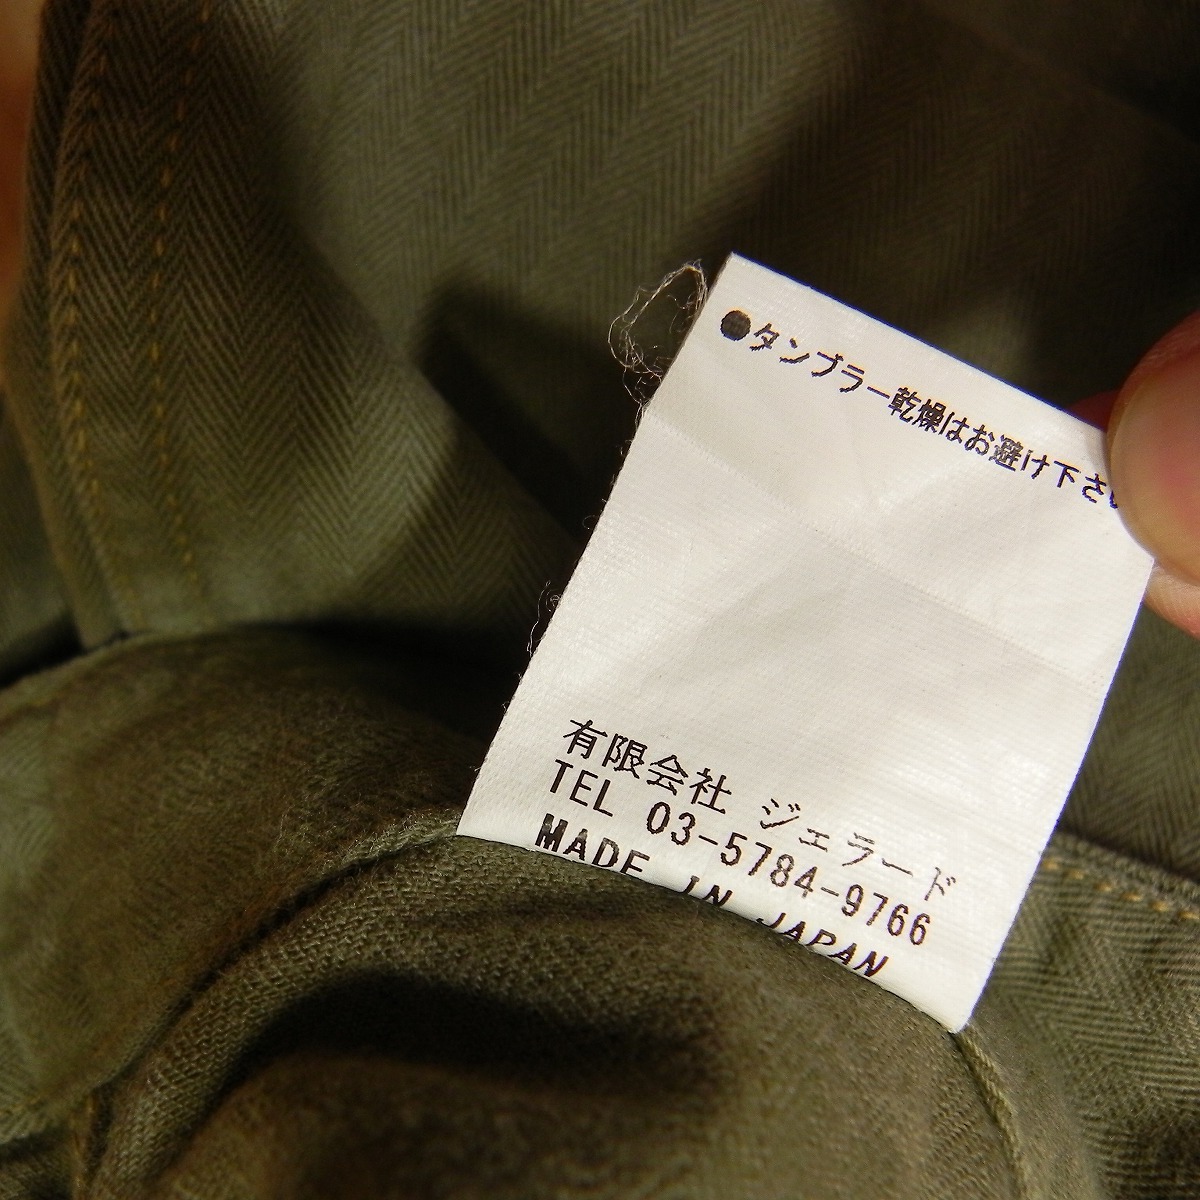 ●タンブラー乾燥はお避け下さい
有限会社 ジェラード
TEL 03-5784-9766
MADE IN JAPAN